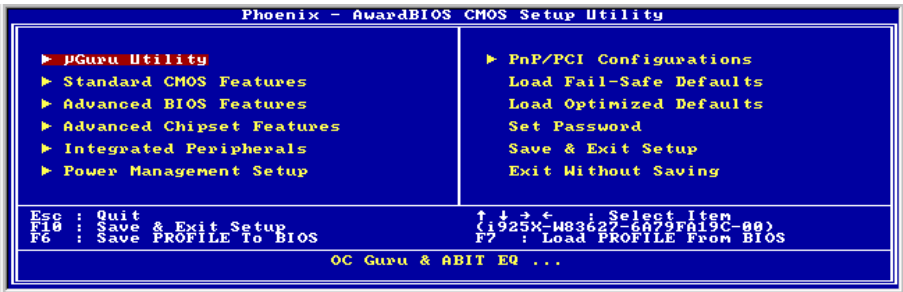 Phoenix - AwardBIOS CMOS Setup Utility
► µGuru Utility
► Standard CMOS Features
► Advanced BIOS Features
► Advanced Chipset Features
► Integrated Peripherals
► Power Management Setup
► PnP/PCI Configurations
Load Fail-Safe Defaults
Load Optimized Defaults
Set Password
Save & Exit Setup
Exit Without Saving
Esc : Quit
F10 : Save & Exit Setup
F6 : Save PROFILE To BIOS
↑ ↓ → ← : Select Item
(i925X-W83627-6A79FA19C-00)
F7 : Load PROFILE From BIOS
OC Guru & ABIT EQ ...